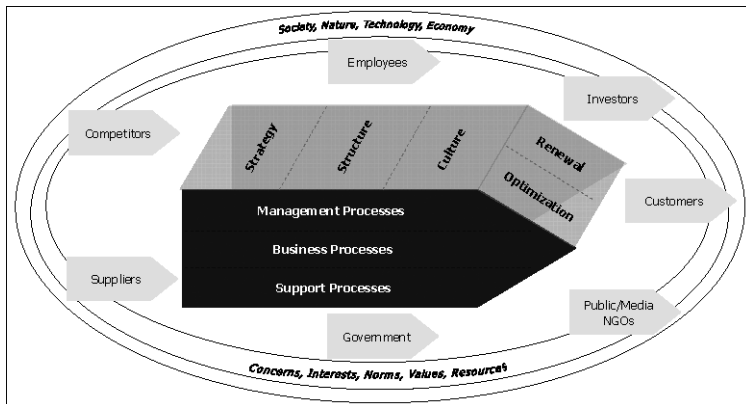 Society, Nature, Technology, Economy
Employees
Investors
Competitors
Strategy
Structure
Culture
Renewal
Optimization
Management Processes
Customers
Business Processes
Suppliers
Support Processes
Public/Media
NGOs
Government
Concerns, Interests, Norms, Values, Resources